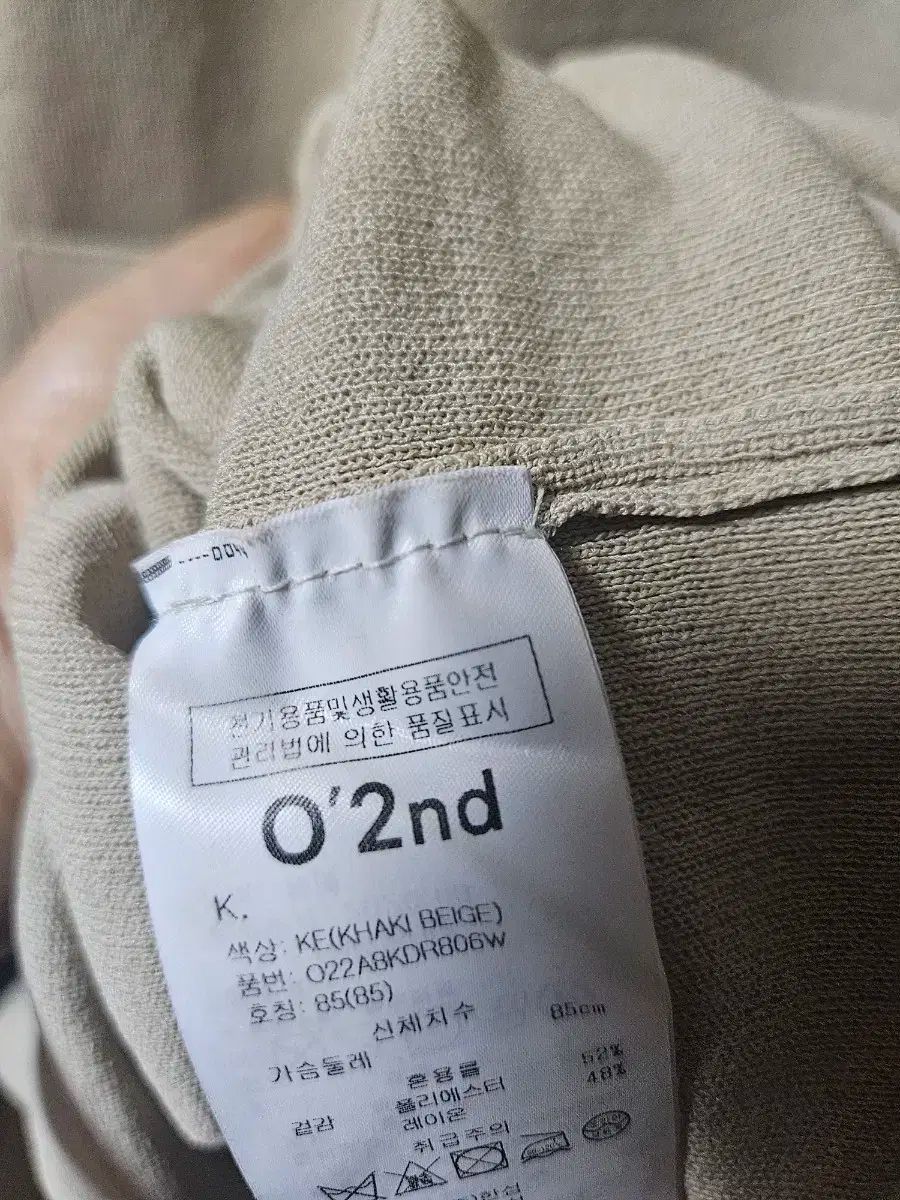 전기용품및생활용품안전
관리법에 의한 품질표시
O'2nd
K.
색상: KE(KHAKI BEIGE)
품번: O22A8KDR806W
호칭: 85(85)
신체치수
가슴둘레 85cm
혼용률
겉감 폴리에스터 52%
레이온 48%
취급주의